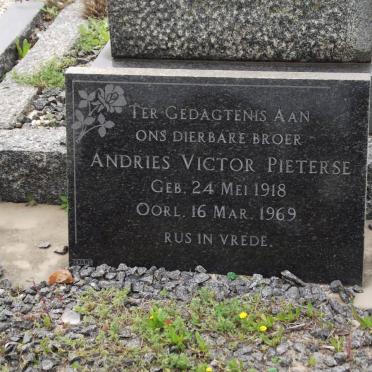 TER GEDAGTENIS AAN
ONS DIERBARE BROER
ANDRIES VICTOR PIETERSE
GEB. 24 MEI 1918
OORL. 16 MAR. 1969
RUS IN VREDE.